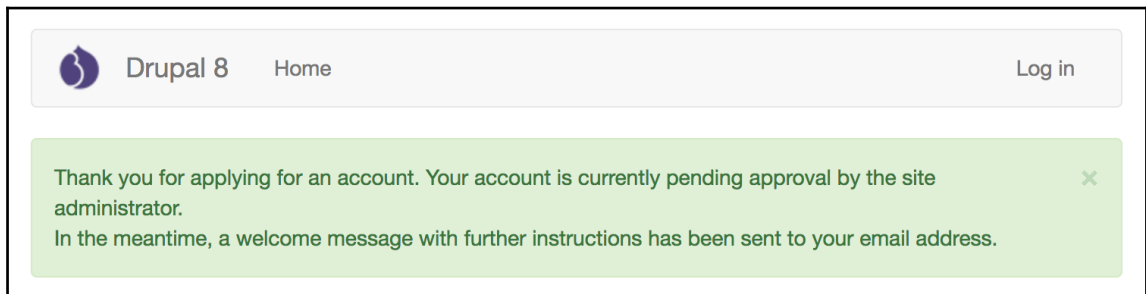 Drupal 8 Home Log in
Thank you for applying for an account. Your account is currently pending approval by the site
administrator.
In the meantime, a welcome message with further instructions has been sent to your email address.